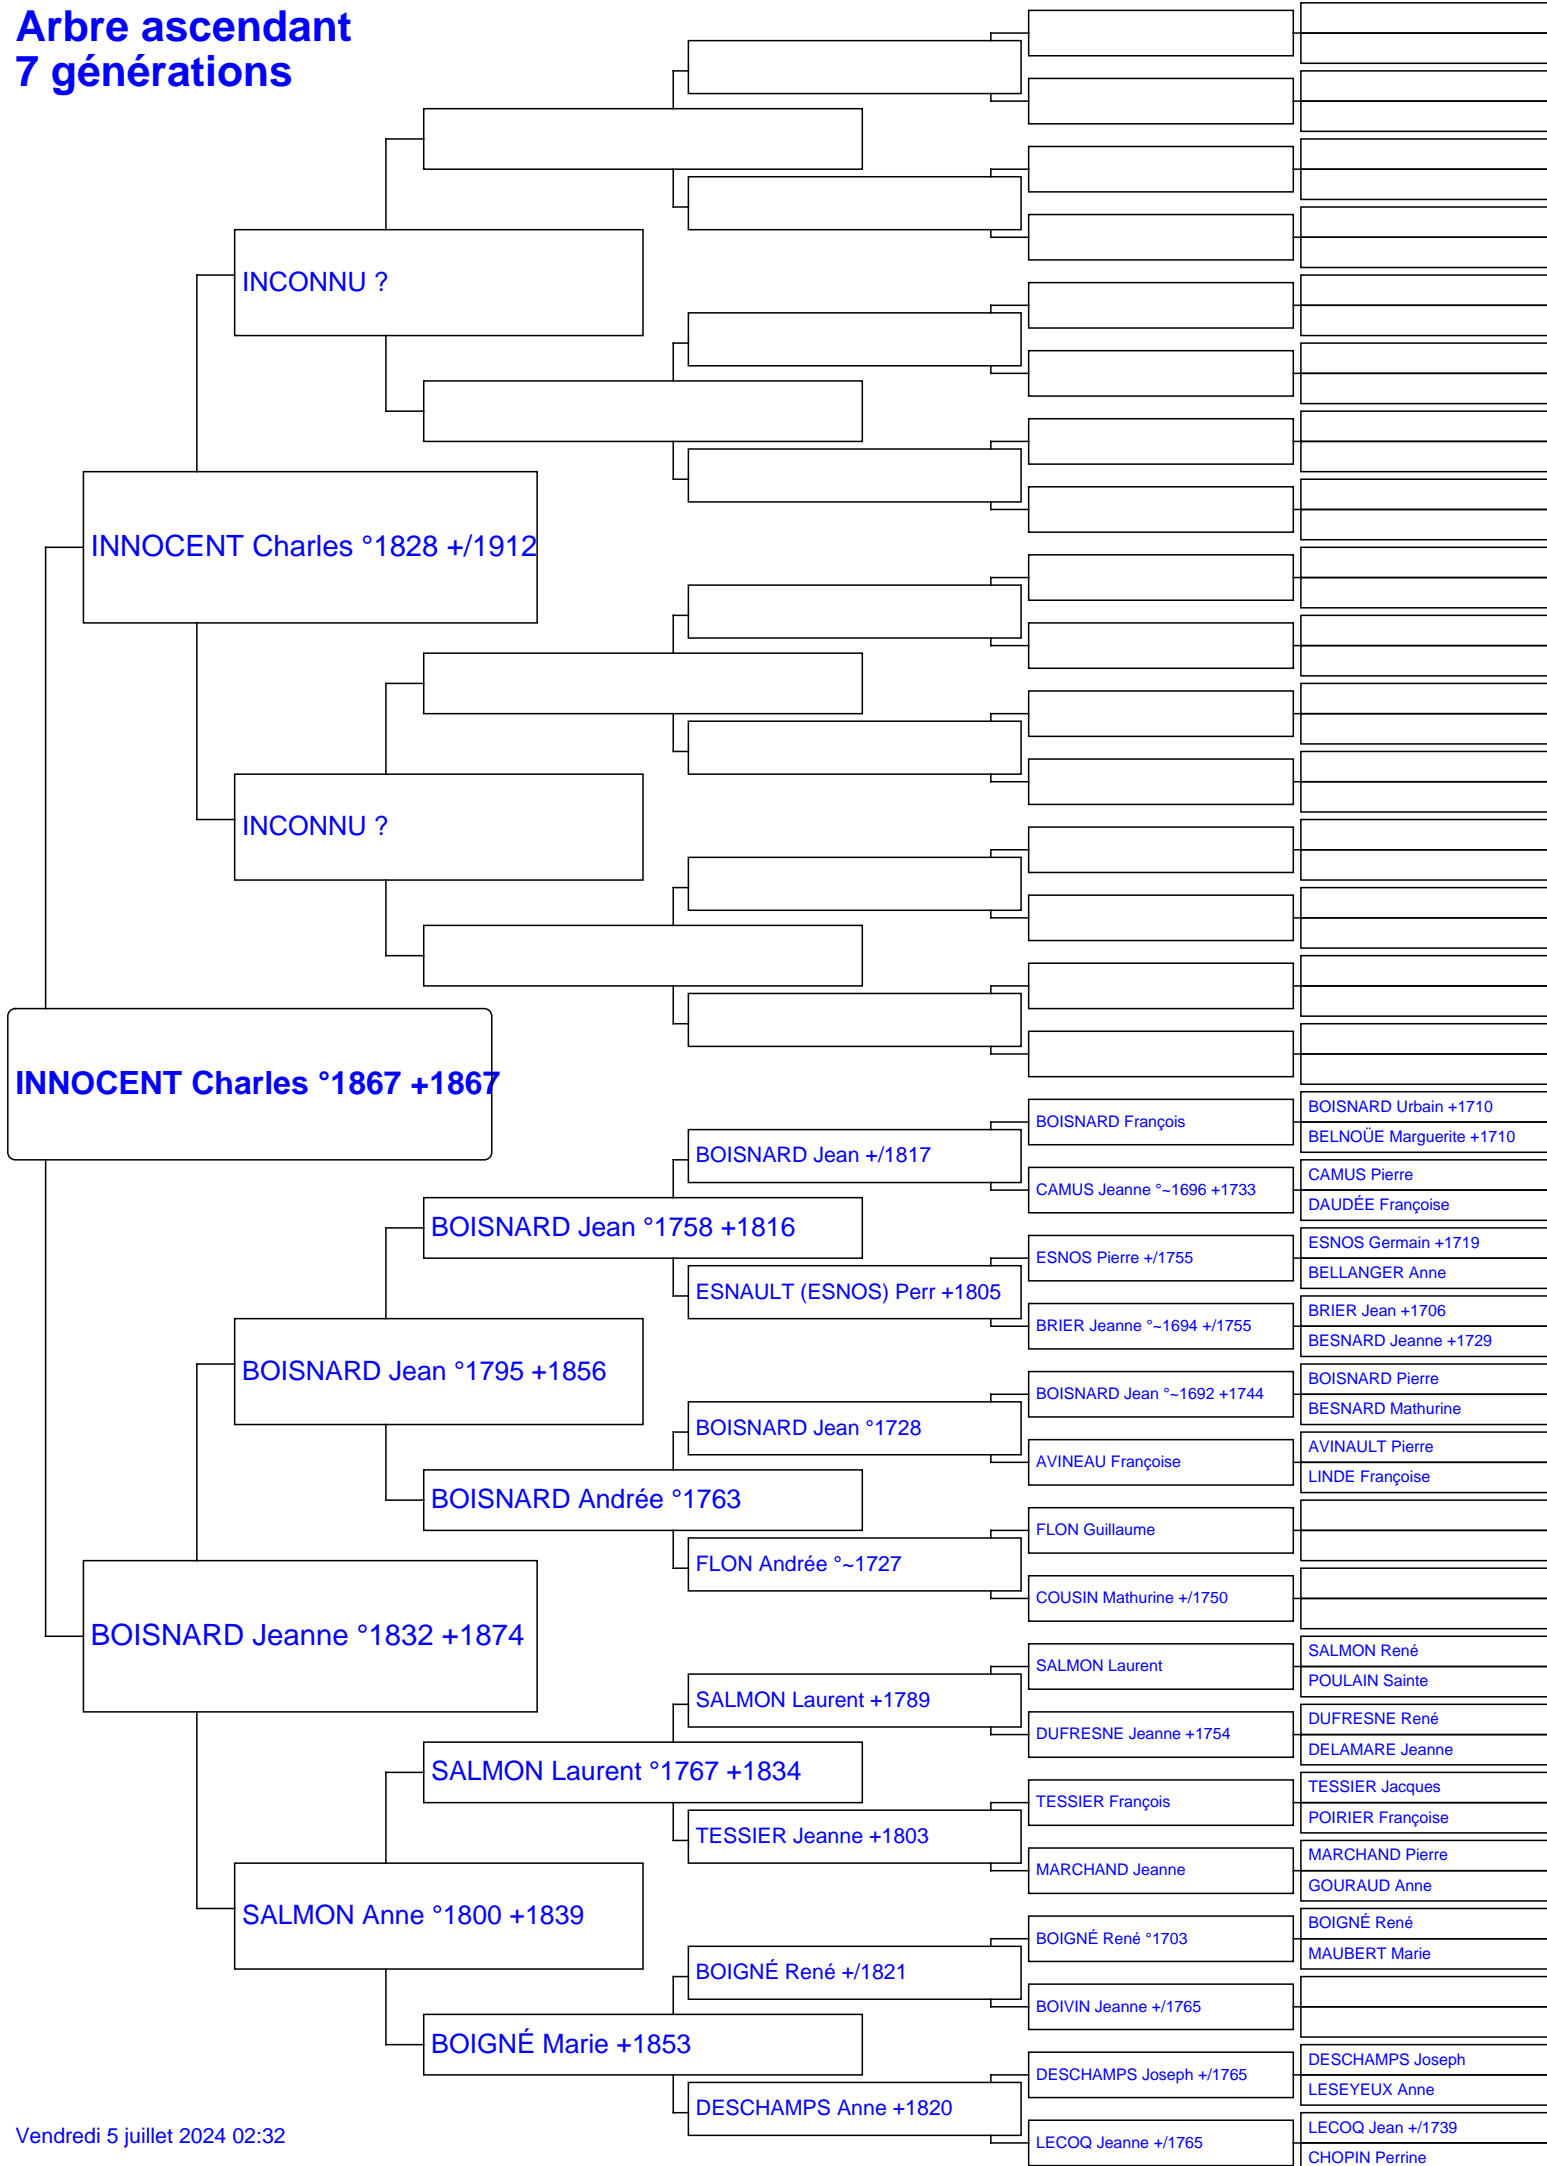 Arbre ascendant
7 générations
INCONNU ?
INNOCENT Charles °1828 +/1912
INCONNU ?
INNOCENT Charles °1867 +1867
BOISNARD Urbain +1710
BOISNARD François
BELNOÜE Marguerite +1710
BOISNARD Jean +/1817
CAMUS Pierre
CAMUS Jeanne °~1696 +1733
DAUDÉE Françoise
BOISNARD Jean °1758 +1816
ESNOS Germain +1719
ESNOS Pierre +/1755
BELLANGER Anne
ESNAULT (ESNOS) Perr +1805
BRIER Jean +1706
BRIER Jeanne °~1694 +/1755
BESNARD Jeanne +1729
BOISNARD Jean °1795 +1856
BOISNARD Pierre
BOISNARD Jean °~1692 +1744
BESNARD Mathurine
BOISNARD Jean °1728
AVINAULT Pierre
AVINEAU Françoise
LINDE Françoise
BOISNARD Andrée °1763
FLON Guillaume
FLON Andrée °~1727
COUSIN Mathurine +/1750
BOISNARD Jeanne °1832 +1874
SALMON René
SALMON Laurent
POULAIN Sainte
SALMON Laurent +1789
DUFRESNE René
DUFRESNE Jeanne +1754
DELAMARE Jeanne
SALMON Laurent °1767 +1834
TESSIER Jacques
TESSIER François
POIRIER Françoise
TESSIER Jeanne +1803
MARCHAND Pierre
MARCHAND Jeanne
GOURAUD Anne
SALMON Anne °1800 +1839
BOIGNÉ René
BOIGNÉ René °1703
MAUBERT Marie
BOIGNÉ René +/1821
BOIVIN Jeanne +/1765
BOIGNÉ Marie +1853
DESCHAMPS Joseph
DESCHAMPS Joseph +/1765
LESEYEUX Anne
DESCHAMPS Anne +1820
LECOQ Jean +/1739
LECOQ Jeanne +/1765
CHOPIN Perrine
Vendredi 5 juillet 2024 02:32